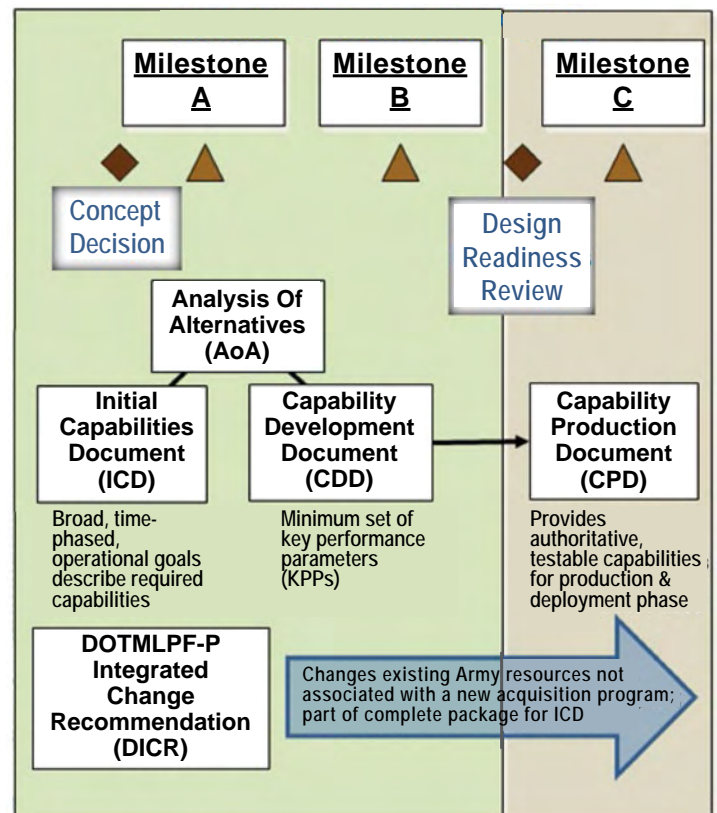 Milestone
A
Milestone
B
Milestone
C
Concept
Decision
Design
Readiness
Review
Analysis Of
Alternatives
(AoA)
Initial
Capabilities
Document
(ICD)
Capability
Development
Document
(CDD)
Capability
Production
Document
(CPD)
Broad, time-
phased,
operational goals
describe required
capabilities
Minimum set of
key performance
parameters
(KPPs)
Provides
authoritative,
testable capabilities
for production &
deployment phase
DOTMLPF-P
Integrated
Change
Recommendation
(DICR)
Changes existing Army resources not
associated with a new acquisition program;
part of complete package for ICD